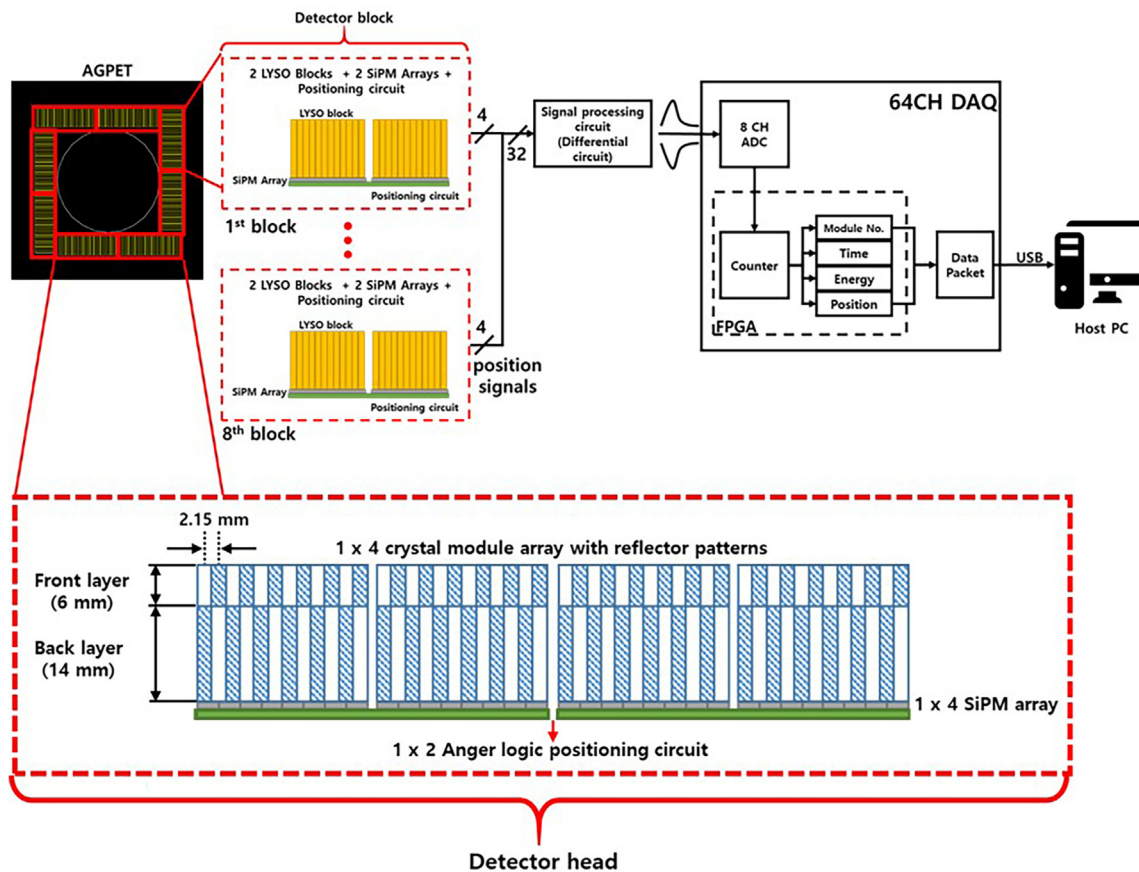 Detector block
AGPET
2 LYSO Blocks + 2 SiPM Arrays +
Positioning circuit
LYSO block
SiPM Array
Positioning circuit
1st block
2 LYSO Blocks + 2 SiPM Arrays +
Positioning circuit
LYSO block
SiPM Array
Positioning circuit
8th block
4
32
4
position
signals
Signal processing
circuit
(Differential
circuit)
64CH DAQ
8 CH
ADC
Counter
Module No.
Time
Energy
Position
FPGA
Data
Packet
USB
Host PC
2.15 mm
1 x 4 crystal module array with reflector patterns
Front layer
(6 mm)
Back layer
(14 mm)
1 x 4 SiPM array
1 x 2 Anger logic positioning circuit
Detector head